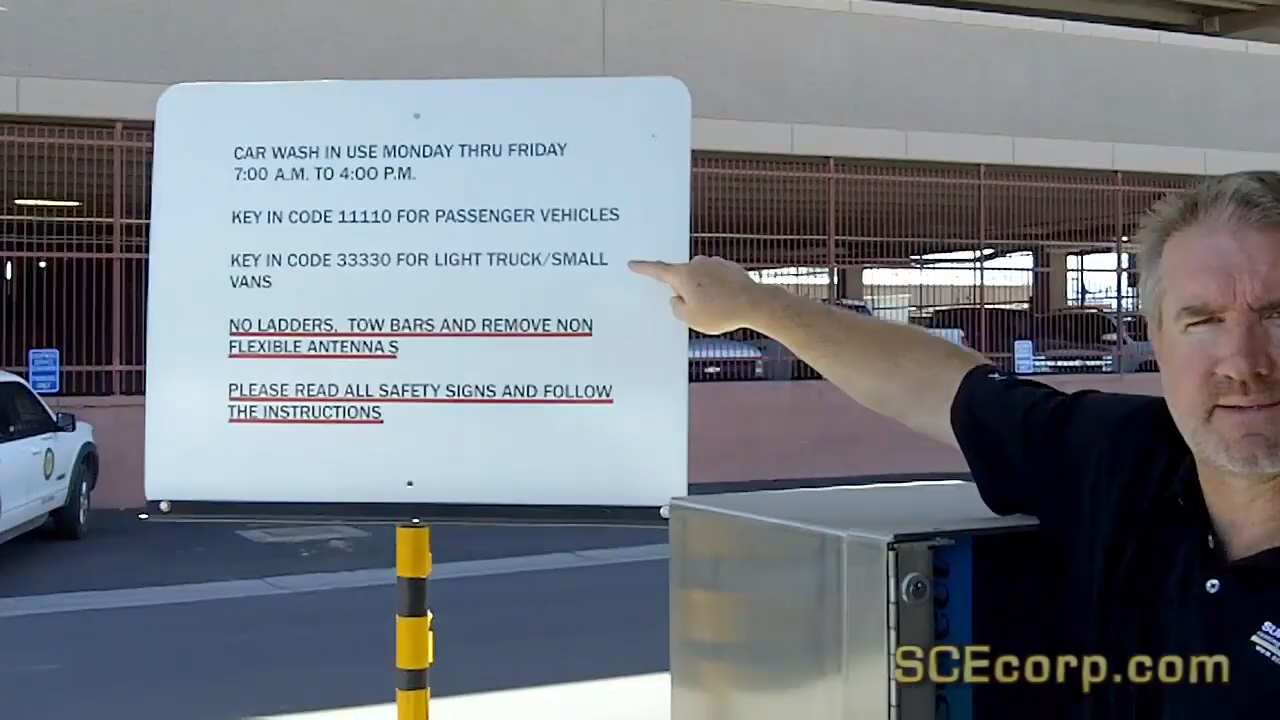 CAR WASH IN USE MONDAY THRU FRIDAY
7:00 A.M. TO 4:00 P.M.
KEY IN CODE 11110 FOR PASSENGER VEHICLES
KEY IN CODE 33330 FOR LIGHT TRUCK/SMALL
VANS
NO LADDERS, TOW BARS AND REMOVE NON
FLEXIBLE ANTENNA S
PLEASE READ ALL SAFETY SIGNS AND FOLLOW
THE INSTRUCTIONS
SCEcorp.com